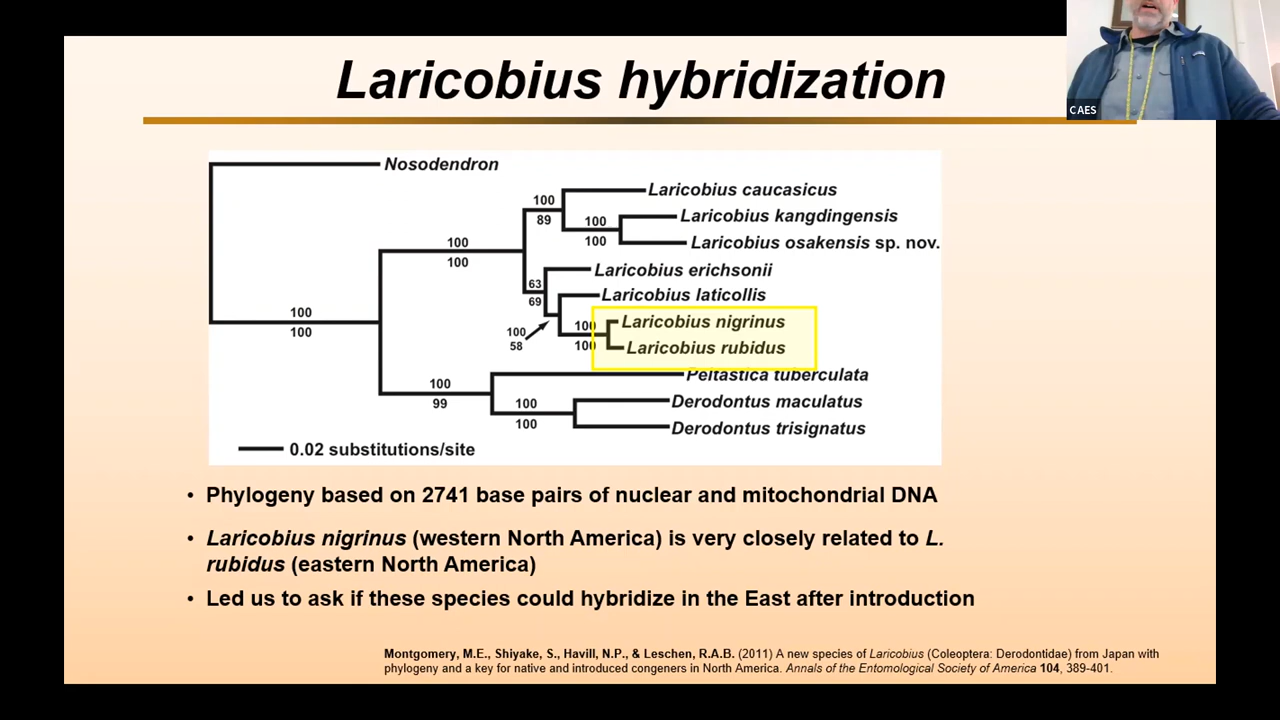 Laricobius hybridization
CAES
Nosodendron
Laricobius caucasicus
100
89
Laricobius kangdingensis
100
100
Laricobius osakensis sp. nov.
100
100
Laricobius erichsonii
63
69
Laricobius laticollis
100
100
Laricobius nigrinus
100
58
Laricobius rubidus
100
100
Peltastica tuberculata
100
99
Derodontus maculatus
100
100
Derodontus trisignatus
0.02 substitutions/site
• Phylogeny based on 2741 base pairs of nuclear and mitochondrial DNA
• Laricobius nigrinus (western North America) is very closely related to L.
rubidus (eastern North America)
• Led us to ask if these species could hybridize in the East after introduction
Montgomery, M.E., Shiyake, S., Havill, N.P., & Leschen, R.A.B. (2011) A new species of Laricobius (Coleoptera: Derodontidae) from Japan with
phylogeny and a key for native and introduced congeners in North America. Annals of the Entomological Society of America 104, 389-401.